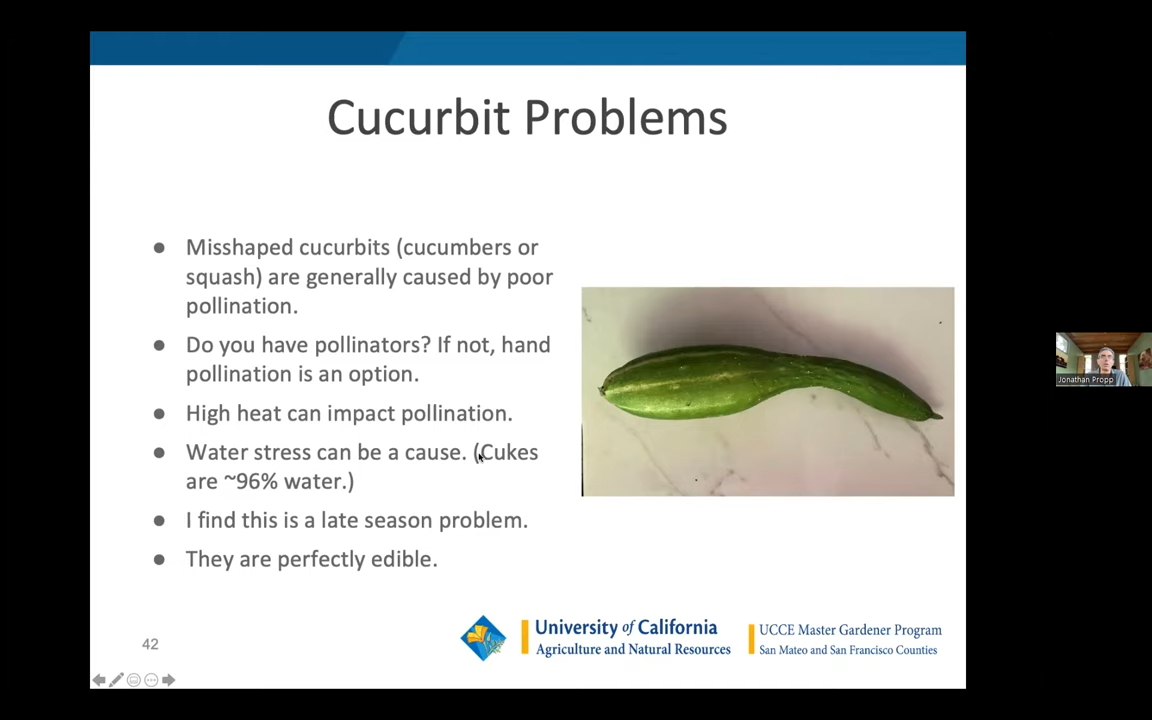 Cucurbit Problems
● Misshaped cucurbits (cucumbers or
squash) are generally caused by poor
pollination.
● Do you have pollinators? If not, hand
pollination is an option.
● High heat can impact pollination.
● Water stress can be a cause. (Cukes
are ~96% water.)
● I find this is a late season problem.
● They are perfectly edible.
Jonathan Propp
42
University of California
Agriculture and Natural Resources
UCCE Master Gardener Program
San Mateo and San Francisco Counties